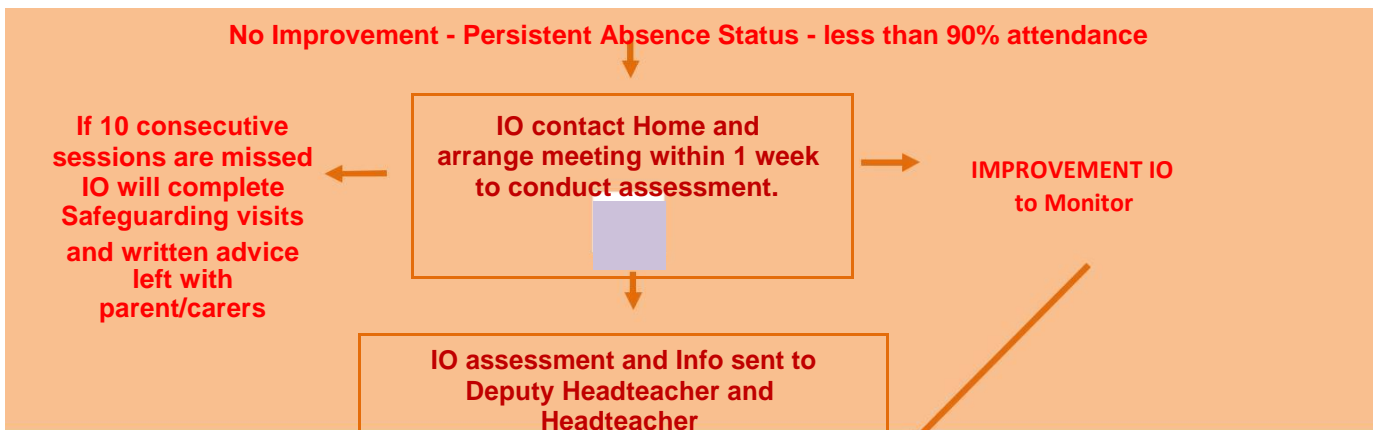 No Improvement - Persistent Absence Status - less than 90% attendance
If 10 consecutive
sessions are missed
IO will complete
Safeguarding visits
and written advice
left with
parent/carers
IO contact Home and
arrange meeting within 1 week
to conduct assessment.
IMPROVEMENT IO
to Monitor
IO assessment and Info sent to
Deputy Headteacher and
Headteacher